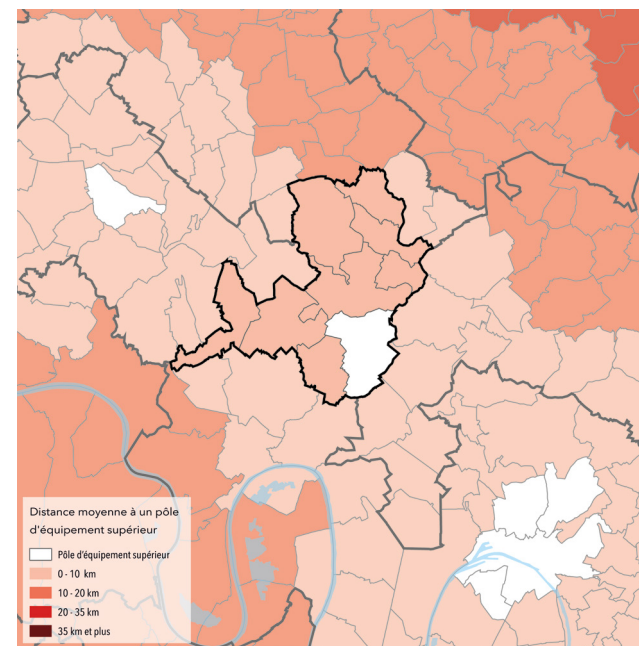 Distance moyenne à un pôle
d'équipement supérieur
Pôle d'équipement supérieur
0 - 10 km
10 - 20 km
20 - 35 km
35 km et plus